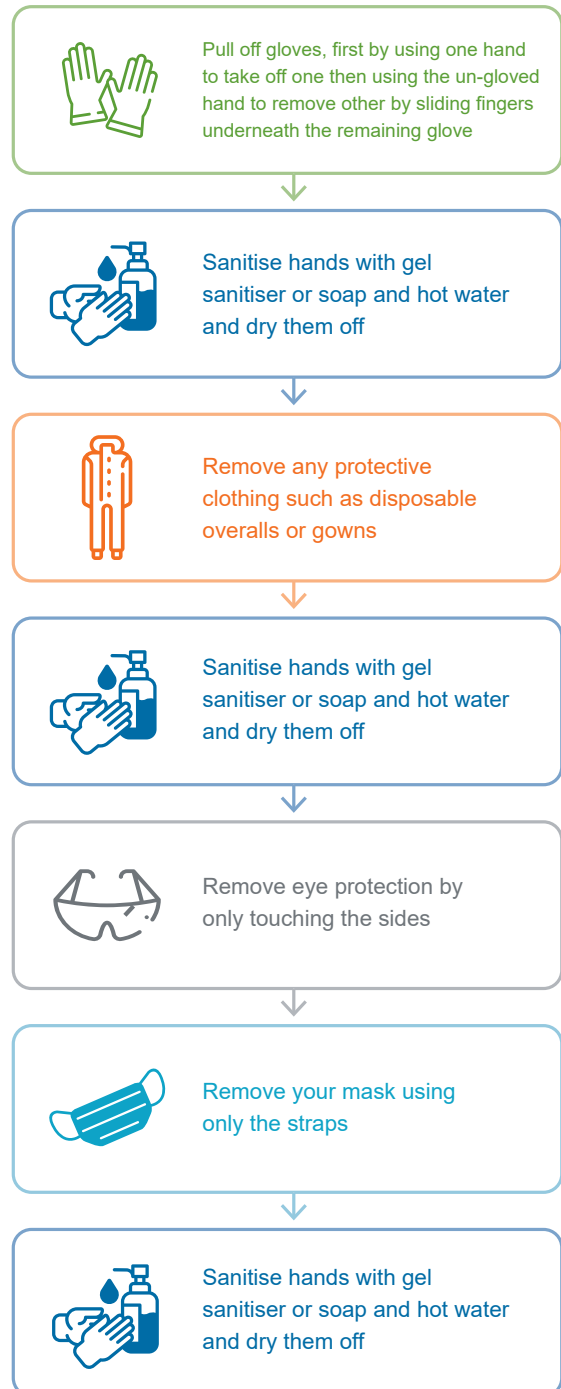 Pull off gloves, first by using one hand
to take off one then using the un-gloved
hand to remove other by sliding fingers
underneath the remaining glove
Sanitise hands with gel
sanitiser or soap and hot water
and dry them off
Remove any protective
clothing such as disposable
overalls or gowns
Sanitise hands with gel
sanitiser or soap and hot water
and dry them off
Remove eye protection by
only touching the sides
Remove your mask using
only the straps
Sanitise hands with gel
sanitiser or soap and hot water
and dry them off